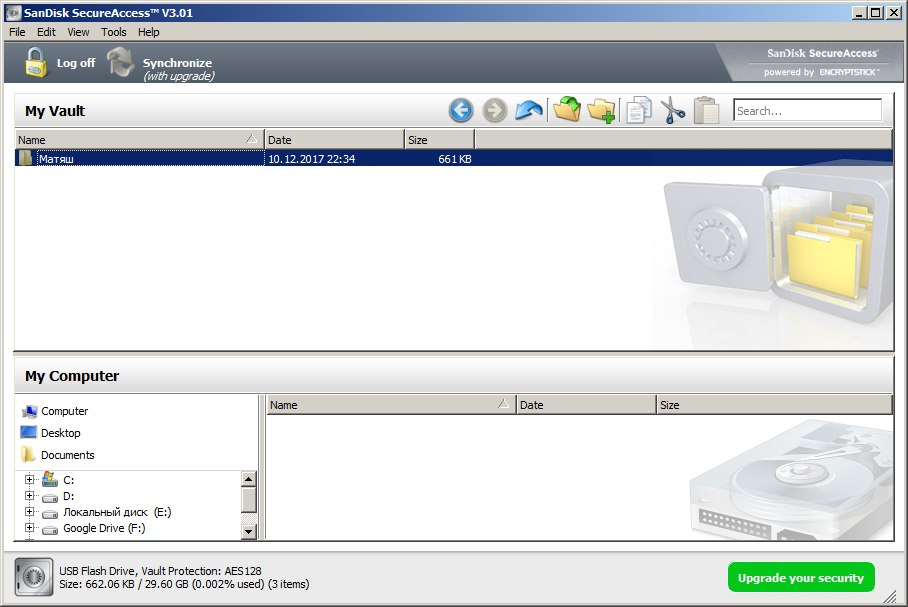 SanDisk SecureAccess™ V3.01
File Edit View Tools Help
Log off
Synchronize
(with upgrade)
SanDisk SecureAccess™
powered by ENCRYPTSTICK™
My Vault
Search...
Name Date Size
Матяш 10.12.2017 22:34 661 KB
My Computer
Computer
Desktop
Documents
C:
D:
Локальный диск (E:)
Google Drive (F:)
Name Date Size
USB Flash Drive, Vault Protection: AES128
Size: 662.06 KB / 29.60 GB (0.002% used) (3 items)
Upgrade your security